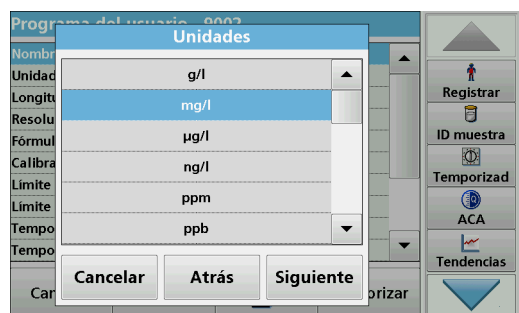 Programa del usuario - 9002
Unidades
Nombr
Unidad
Longitu
Resolu
Fórmul
Calibra
Límite
Límite
Tempo
Tempo
g/l
mg/l
µg/l
ng/l
ppm
ppb
Cancelar
Atrás
Siguiente
Can
orizar
Registrar
ID muestra
Temporizad
ACA
Tendencias